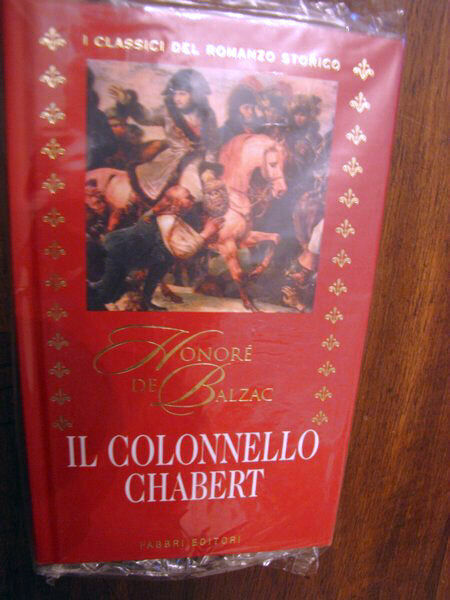 I CLASSICI DEL ROMANZO STORICO
HONORÉ
DE BALZAC
IL COLONNELLO
CHABERT
FABBRI EDITORI